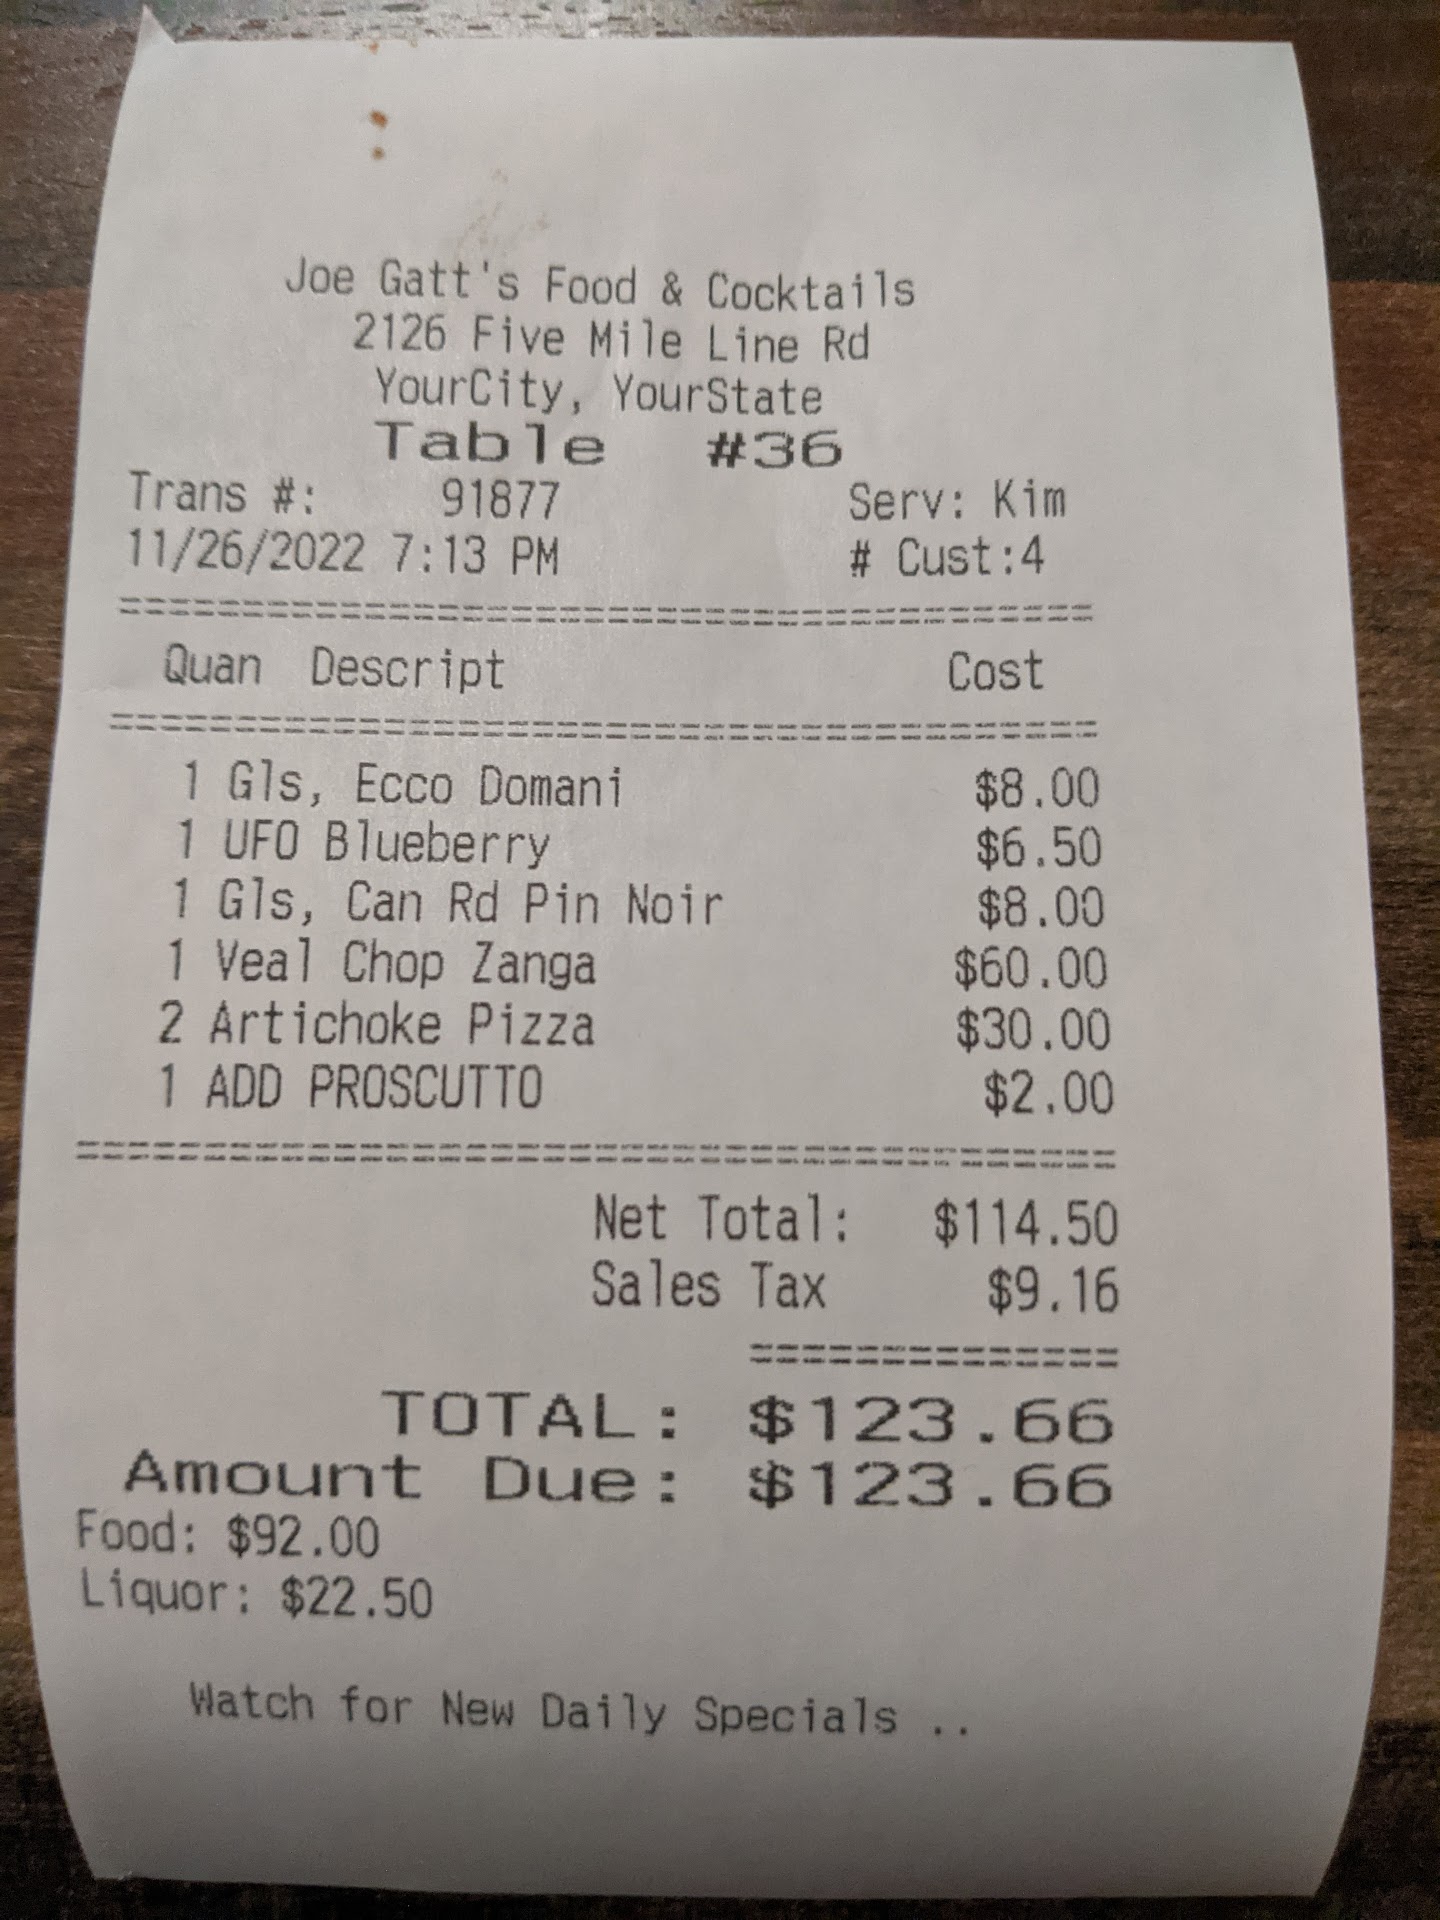 Joe Gatt's Food & Cocktails
2126 Five Mile Line Rd
YourCity, YourState
Table #36
Trans #: 91877 Serv: Kim
11/26/2022 7:13 PM # Cust:4
Quan Descript Cost
1 Gls, Ecco Domani $8.00
1 UFO Blueberry $6.50
1 Gls, Can Rd Pin Noir $8.00
1 Veal Chop Zanga $60.00
2 Artichoke Pizza $30.00
1 ADD PROSCUTTO $2.00
Net Total: $114.50
Sales Tax $9.16
TOTAL: $123.66
Amount Due: $123.66
Food: $92.00
Liquor: $22.50
Watch for New Daily Specials ..